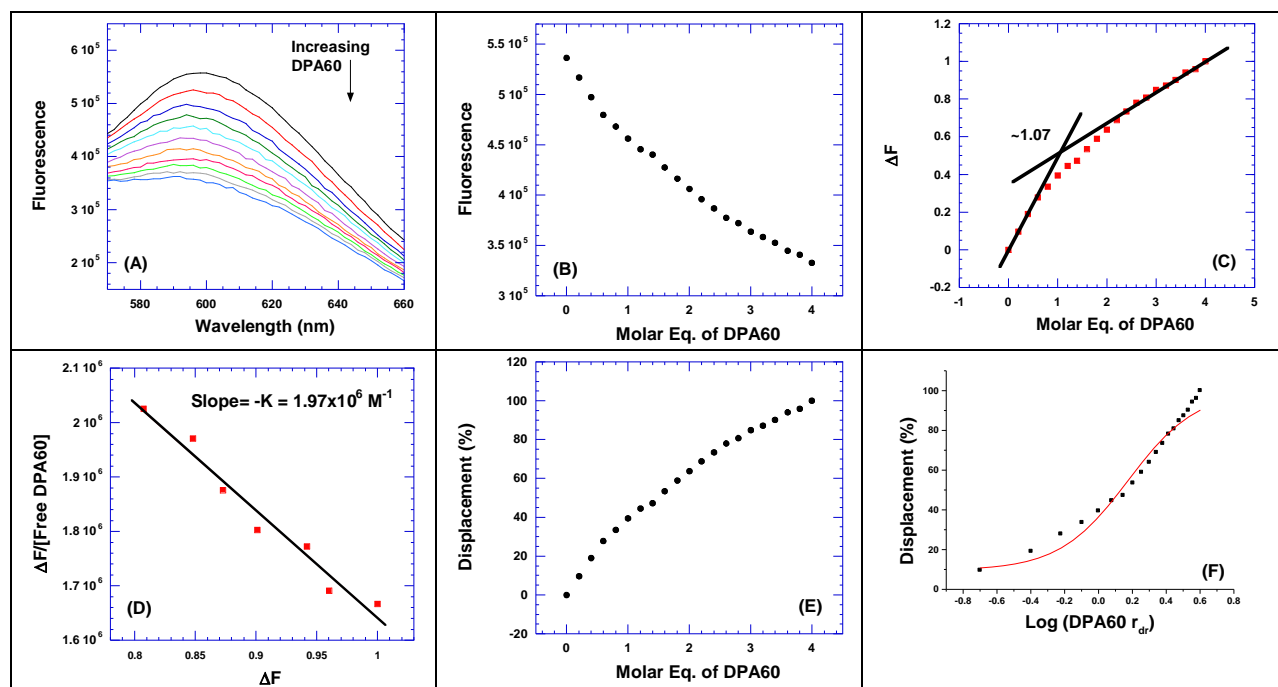 6 10⁵
5 10⁵
4 10⁵
3 10⁵
2 10⁵
Fluorescence
Increasing
DPA60
(A)
580 600 620 640 660
Wavelength (nm)
5.5 10⁵
5 10⁵
4.5 10⁵
4 10⁵
3.5 10⁵
3 10⁵
Fluorescence
(B)
0 1 2 3 4
Molar Eq. of DPA60
1.2
1
0.8
0.6
0.4
0.2
0
-0.2
ΔF
~1.07
(C)
-1 0 1 2 3 4 5
Molar Eq. of DPA60
2.1 10⁶
2 10⁶
1.9 10⁶
1.8 10⁶
1.7 10⁶
1.6 10⁶
ΔF/[Free DPA60]
Slope= -K = 1.97x10⁶ M⁻¹
(D)
0.8 0.85 0.9 0.95 1
ΔF
120
100
80
60
40
20
0
-20
Displacement (%)
(E)
0 1 2 3 4
Molar Eq. of DPA60
100
80
60
40
20
0
Displacement (%)
(F)
-0.8 -0.6 -0.4 -0.2 0.0 0.2 0.4 0.6 0.8
Log (DPA60 r_dr)